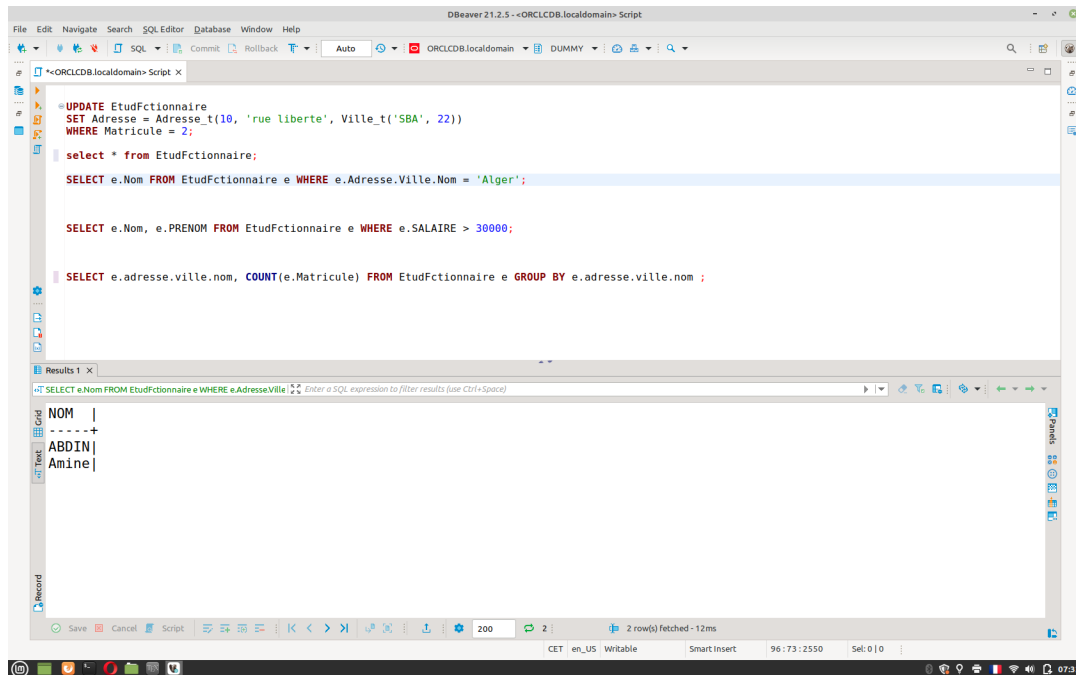 DBeaver 21.2.5 - <ORCLCDB.localdomain> Script
File Edit Navigate Search SQL Editor Database Window Help
SQL Commit Rollback Auto ORCLCDB.localdomain DUMMY
*<ORCLCDB.localdomain> Script
UPDATE EtudFctionnaire
SET Adresse = Adresse_t(10, 'rue liberte', Ville_t('SBA', 22))
WHERE Matricule = 2;
select * from EtudFctionnaire;
SELECT e.Nom FROM EtudFctionnaire e WHERE e.Adresse.Ville.Nom = 'Alger';
SELECT e.Nom, e.PRENOM FROM EtudFctionnaire e WHERE e.SALAIRE > 30000;
SELECT e.adresse.ville.nom, COUNT(e.Matricule) FROM EtudFctionnaire e GROUP BY e.adresse.ville.nom ;
Results 1
SELECT e.Nom FROM EtudFctionnaire e WHERE e.Adresse.Ville Enter a SQL expression to filter results (use Ctrl+Space)
Grid
Text
Record
Panels
NOM |
-----+
ABDIN|
Amine|
Save Cancel Script 200 2 2 row(s) fetched - 12ms
CET en_US Writable Smart Insert 96 : 73 : 2550 Sel: 0 | 0
07:3